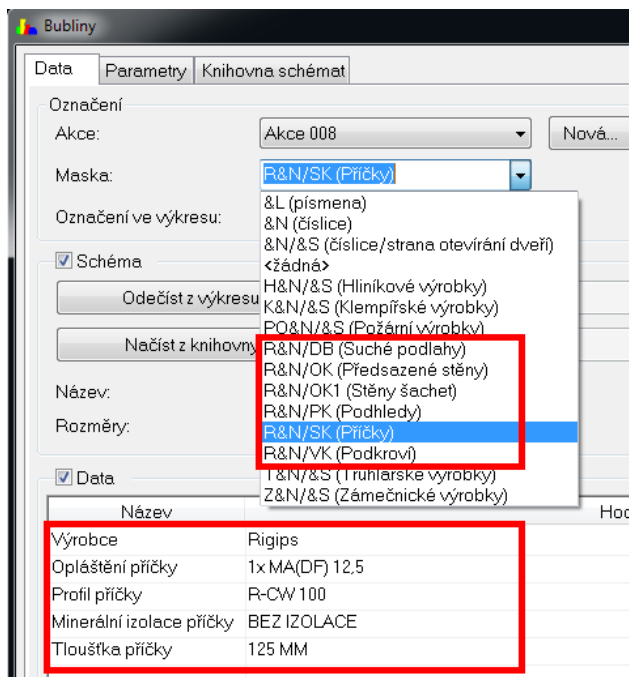 Bubliny
Data Parametry Knihovna schémat
Označení
Akce: Akce 008 Nová...
Maska: R&N/SK (Příčky)
&L (písmena)
Označení ve výkresu: &N (číslice)
&N/&S (číslice/strana otevírání dveří)
Schéma <žádná>
H&N/&S (Hliníkové výrobky)
Odečíst z výkresu K&N/&S (Klempířské výrobky)
PO&N/&S (Požární výrobky)
Načíst z knihovny R&N/DB (Suché podlahy)
R&N/OK (Předsazené stěny)
Název: R&N/OK1 (Stěny šachet)
R&N/PK (Podhledy)
Rozměry: R&N/SK (Příčky)
R&N/VK (Podkroví)
Data T&N/&S (Truhlářské výrobky)
Z&N/&S (Zámečnické výrobky)
Název Hod
Výrobce Rigips
Opláštění příčky 1x MA(DF) 12,5
Profil příčky R-CW 100
Minerální izolace příčky BEZ IZOLACE
Tloušťka příčky 125 MM